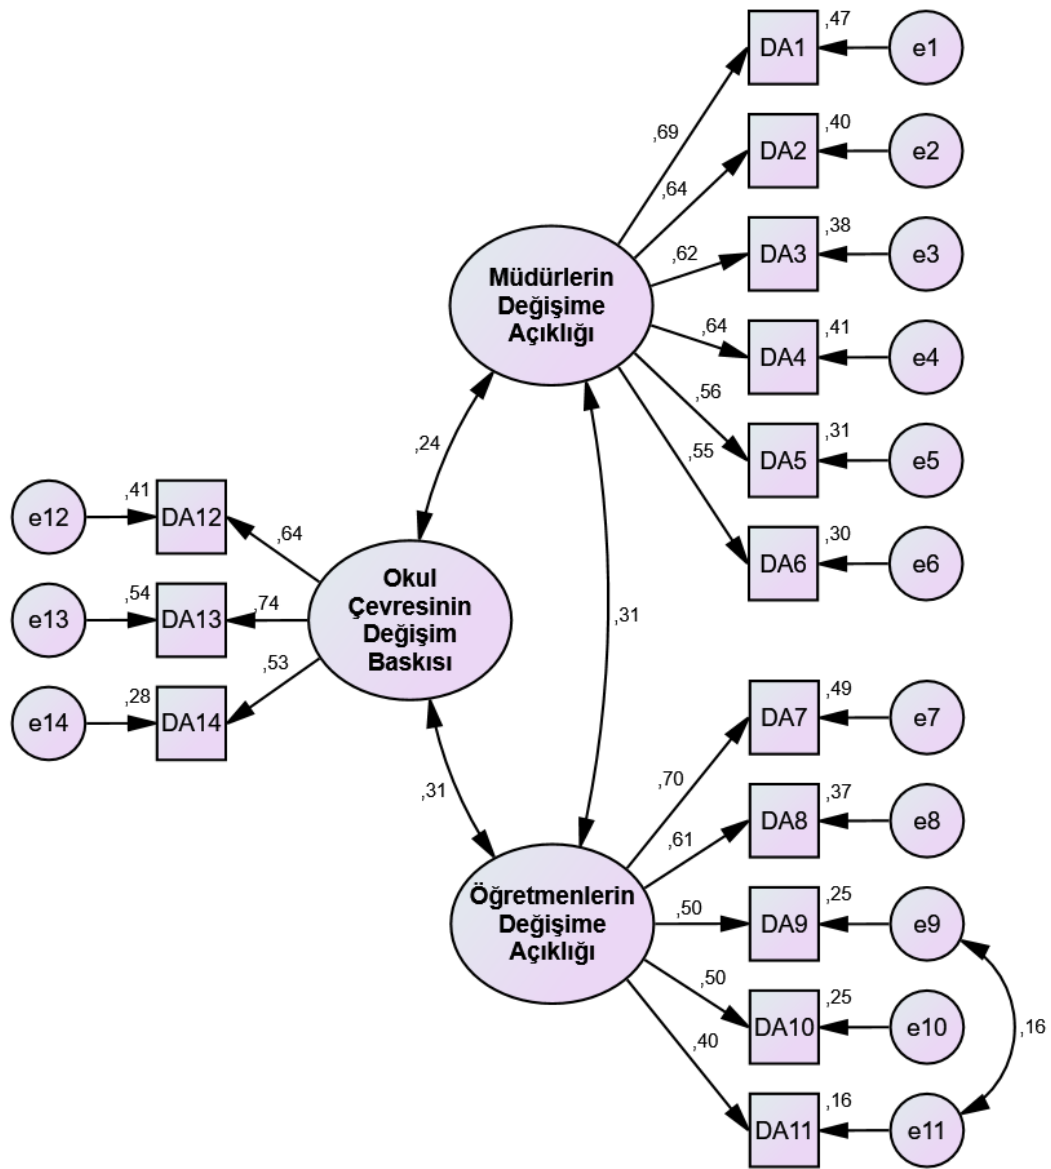 ,47
DA1
e1
,69
,40
DA2
e2
,64
,38
DA3
e3
,62
Müdürlerin
Değişime
Açıklığı
,64
,41
DA4
e4
,56
,31
DA5
e5
,55
,30
DA6
e6
,24
,41
e12
DA12
,64
,54
e13
DA13
,74
,28
e14
DA14
,53
Okul
Çevresinin
Değişim
Baskısı
,31
,31
,49
DA7
e7
,70
,37
DA8
e8
,61
Öğretmenlerin
Değişime
Açıklığı
,50
,25
DA9
e9
,50
,25
DA10
e10
,16
,40
,16
DA11
e11